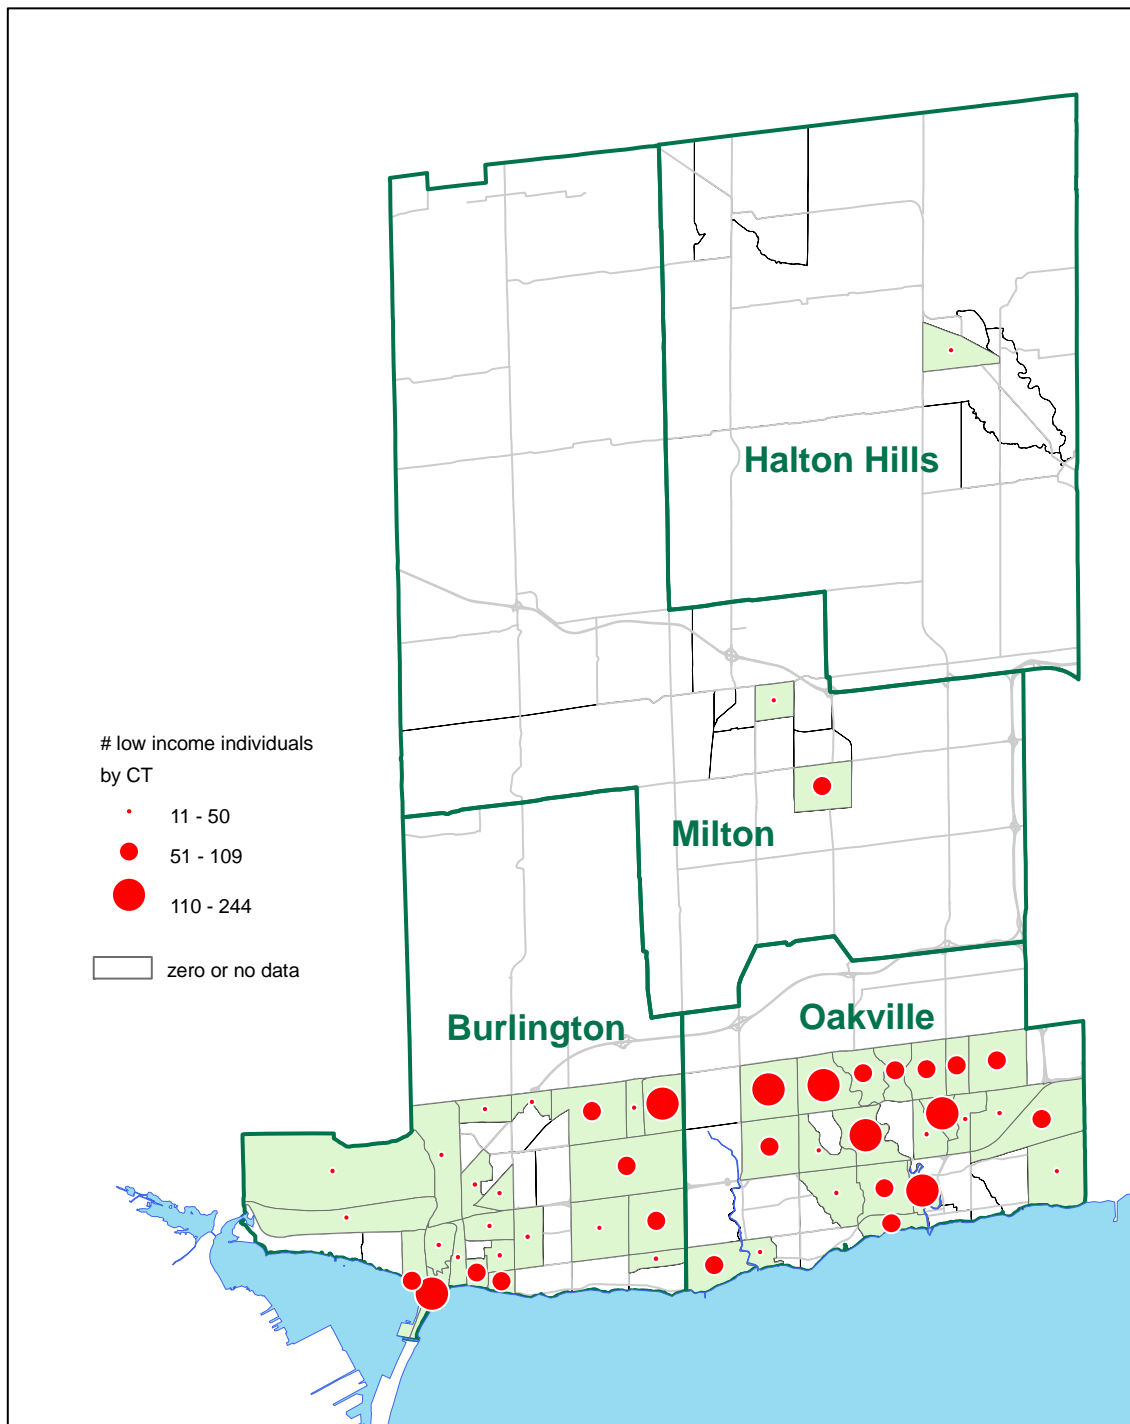 Halton Hills
# low income individuals
by CT
11 - 50
51 - 109
110 - 244
zero or no data
Milton
Burlington
Oakville